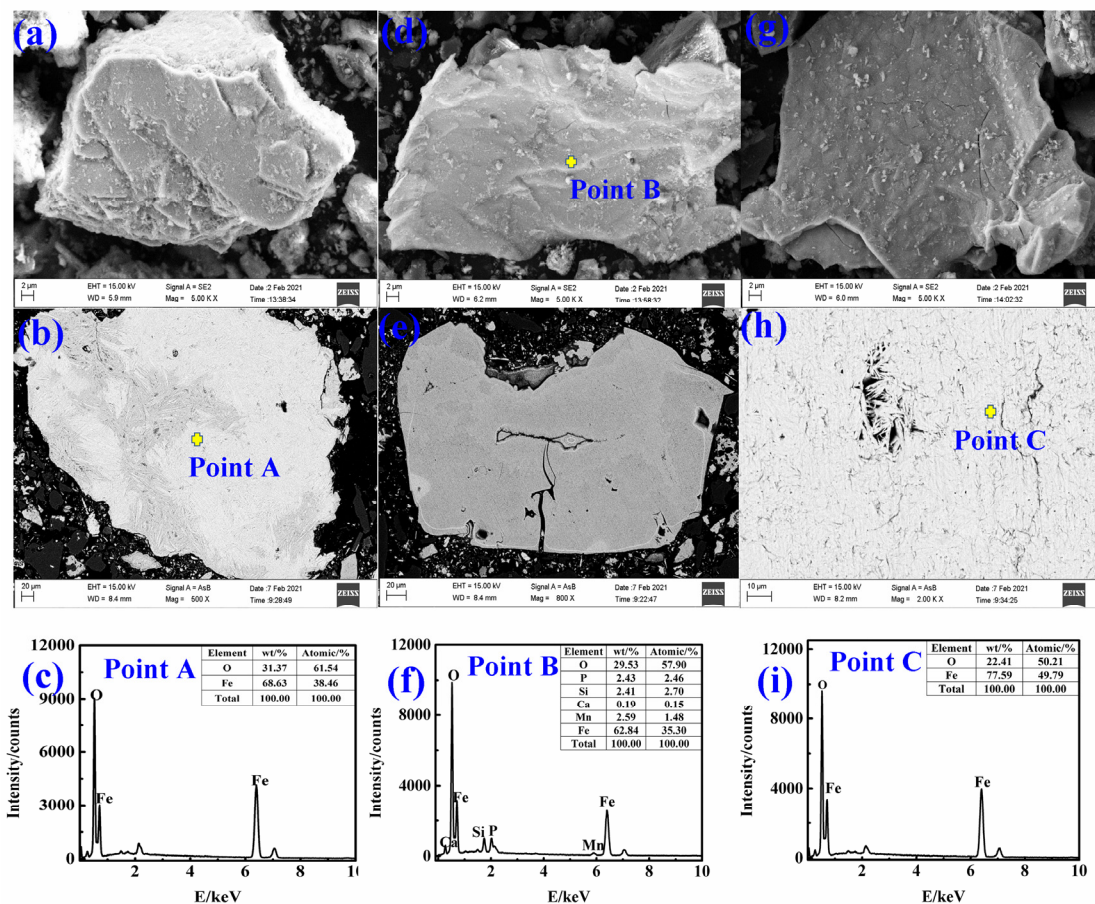 (a)
2 µm
EHT = 15.00 kV
Signal A = SE2
Date :2 Feb 2021
WD = 5.9 mm
Mag = 5.00 K X
Time :13:38:34
ZEISS
(d)
Point B
2 µm
EHT = 15.00 kV
Signal A = SE2
Date :2 Feb 2021
WD = 6.2 mm
Mag = 5.00 K X
Time :13:58:32
ZEISS
(g)
2 µm
EHT = 15.00 kV
Signal A = SE2
Date :2 Feb 2021
WD = 6.0 mm
Mag = 5.00 K X
Time :14:02:32
ZEISS
(b)
Point A
20 µm
EHT = 15.00 kV
Signal A = AsB
Date :7 Feb 2021
WD = 8.4 mm
Mag = 500 X
Time :9:28:49
ZEISS
(e)
20 µm
EHT = 15.00 kV
Signal A = AsB
Date :7 Feb 2021
WD = 8.4 mm
Mag = 800 X
Time :9:22:47
ZEISS
(h)
Point C
10 µm
EHT = 15.00 kV
Signal A = AsB
Date :7 Feb 2021
WD = 8.2 mm
Mag = 2.00 K X
Time :9:34:25
ZEISS
(c)
Point A
Element wt/% Atomic/%
O 31.37 61.54
Fe 68.63 38.46
Total 100.00 100.00
O
Fe
Fe
12000
9000
6000
3000
0
0 2 4 6 8 10
Intensity/counts
E/keV
(f)
Point B
Element wt/% Atomic/%
O 29.53 57.90
P 2.43 2.46
Si 2.41 2.70
Ca 0.19 0.15
Mn 2.59 1.48
Fe 62.84 35.30
Total 100.00 100.00
O
Fe
Ca
Si
P
Mn
Fe
12000
8000
4000
0
2 4 6 8 10
Intensity/counts
E/keV
(i)
Point C
Element wt/% Atomic/%
O 22.41 50.21
Fe 77.59 49.79
Total 100.00 100.00
O
Fe
Fe
12000
8000
4000
0
0 2 4 6 8 10
Intensity/counts
E/keV